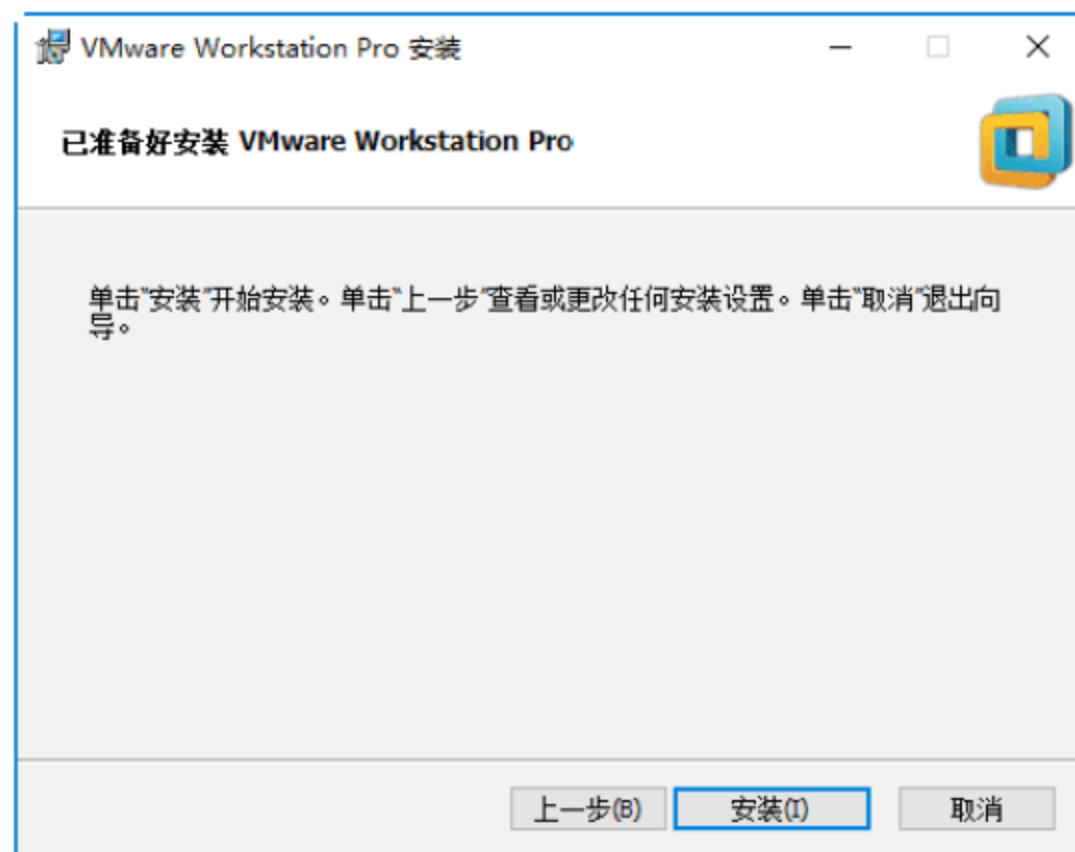 VMware Workstation Pro 安装
已准备好安装 VMware Workstation Pro
单击"安装"开始安装。单击"上一步"查看或更改任何安装设置。单击"取消"退出向
导。
上一步(B) 安装(I) 取消